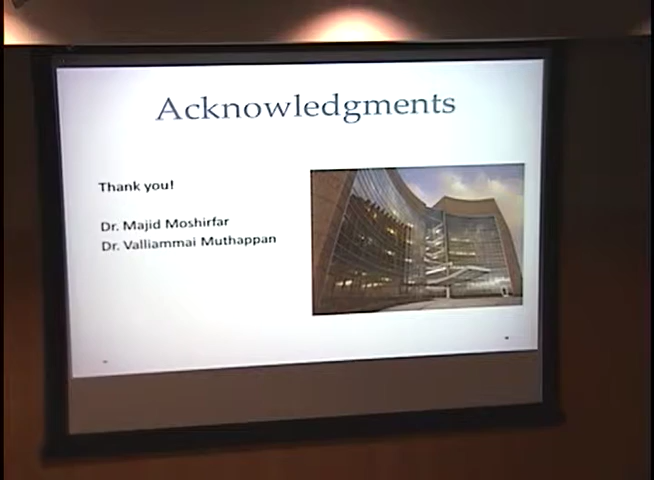 Acknowledgments
Thank you!
Dr. Majid Moshirfar
Dr. Valliammai Muthappan